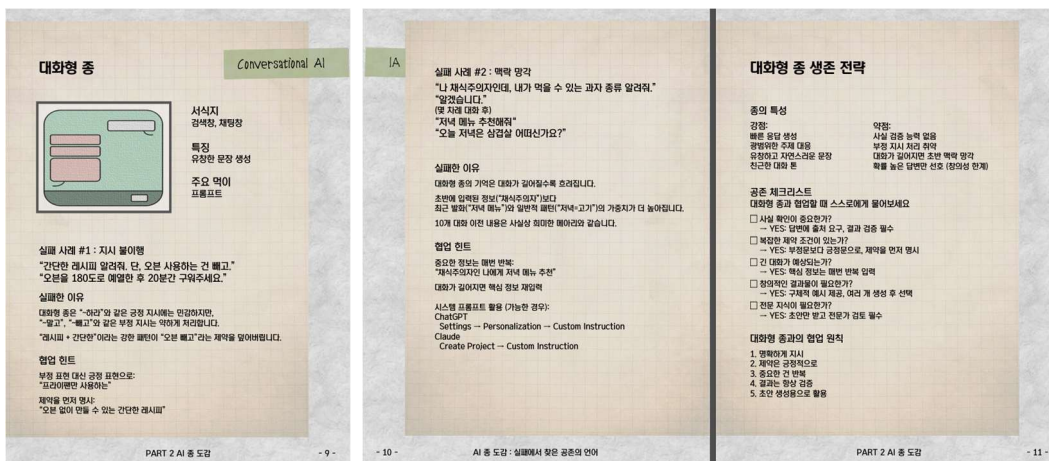 대화형 종
Conversational AI
서식지
검색창, 채팅창
특징
유창한 문장 생성
주요 먹이
프롬프트
실패 사례 #1 : 지시 불이행
"간단한 레시피 알려줘. 단, 오븐 사용하는 건 빼고."
"오븐을 180도로 예열한 후 20분간 구워주세요."
실패한 이유
대화형 종은 "~하라"와 같은 긍정 지시에는 민감하지만,
"~말고", "~빼고"와 같은 부정 지시는 약하게 처리합니다.
"레시피 + 간단한"이라는 강한 패턴이 "오븐 빼고"라는 제약을 덮어버립니다.
협업 힌트
부정 표현 대신 긍정 표현으로:
"프라이팬만 사용하는"
제약을 먼저 명시:
"오븐 없이 만들 수 있는 간단한 레시피"
PART 2 AI 종 도감
- 9 -
IA
실패 사례 #2 : 맥락 망각
"나 채식주의자인데, 내가 먹을 수 있는 과자 종류 알려줘."
"알겠습니다."
(몇 차례 대화 후)
"저녁 메뉴 추천해줘"
"오늘 저녁은 삼겹살 어떠신가요?"
실패한 이유
대화형 종의 기억은 대화가 길어질수록 흐려집니다.
초반에 입력된 정보("채식주의자")보다
최근 발화("저녁 메뉴")와 일반적 패턴("저녁=고기")의 가중치가 더 높아집니다.
10개 대화 이전 내용은 사실상 희미한 메아리와 같습니다.
협업 힌트
중요한 정보는 매번 반복:
"채식주의자인 나에게 저녁 메뉴 추천"
대화가 길어지면 핵심 정보 재입력
시스템 프롬프트 활용 (가능한 경우):
ChatGPT
Settings → Personalization → Custom Instruction
Claude
Create Project → Custom Instruction
- 10 -
AI 종 도감 : 실패에서 찾은 공존의 언어
대화형 종 생존 전략
종의 특성
강점:
빠른 응답 생성
광범위한 주제 대응
유창하고 자연스러운 문장
친근한 대화 톤
약점:
사실 검증 능력 없음
부정 지시 처리 취약
대화가 길어지면 초반 맥락 망각
확률 높은 답변만 선호 (창의성 한계)
공존 체크리스트
대화형 종과 협업할 때 스스로에게 물어보세요
□ 사실 확인이 중요한가?
→ YES: 답변에 출처 요구, 결과 검증 필수
□ 복잡한 제약 조건이 있는가?
→ YES: 부정문보다 긍정문으로, 제약을 먼저 명시
□ 긴 대화가 예상되는가?
→ YES: 핵심 정보는 매번 반복 입력
□ 창의적인 결과물이 필요한가?
→ YES: 구체적 예시 제공, 여러 개 생성 후 선택
□ 전문 지식이 필요한가?
→ YES: 초안만 받고 전문가 검토 필수
대화형 종과의 협업 원칙
1. 명확하게 지시
2. 제약은 긍정적으로
3. 중요한 건 반복
4. 결과는 항상 검증
5. 초안 생성용으로 활용
PART 2 AI 종 도감
- 11 -